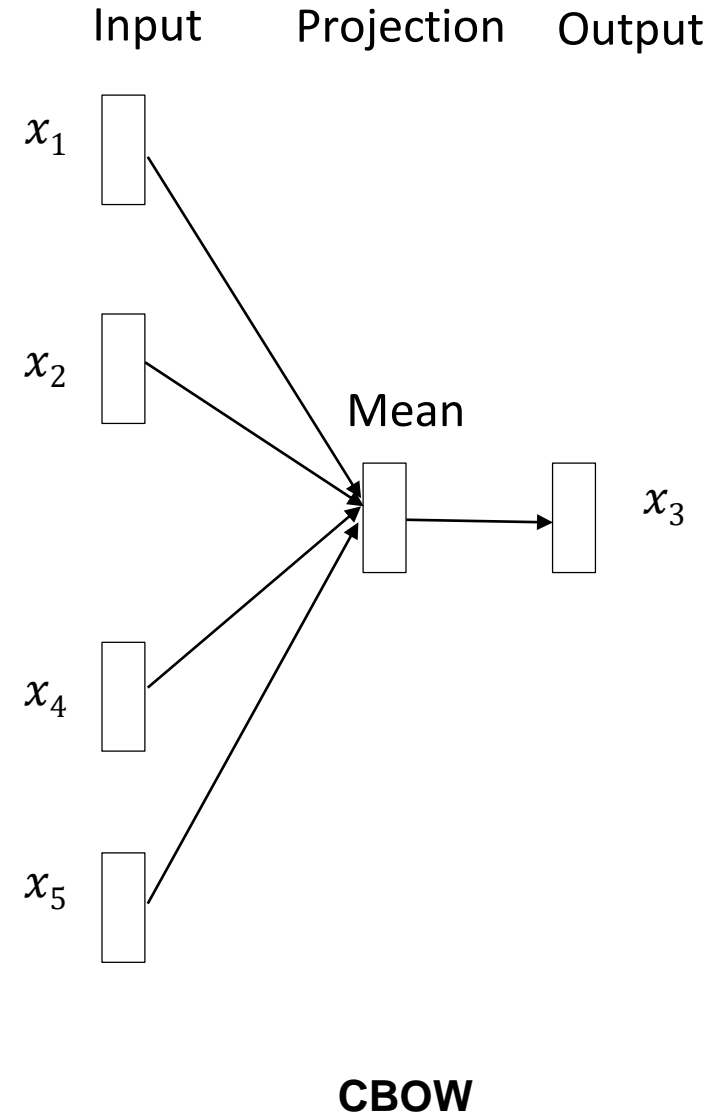 Input Projection Output
x₁
x₂
Mean
x₃
x₄
x₅
CBOW